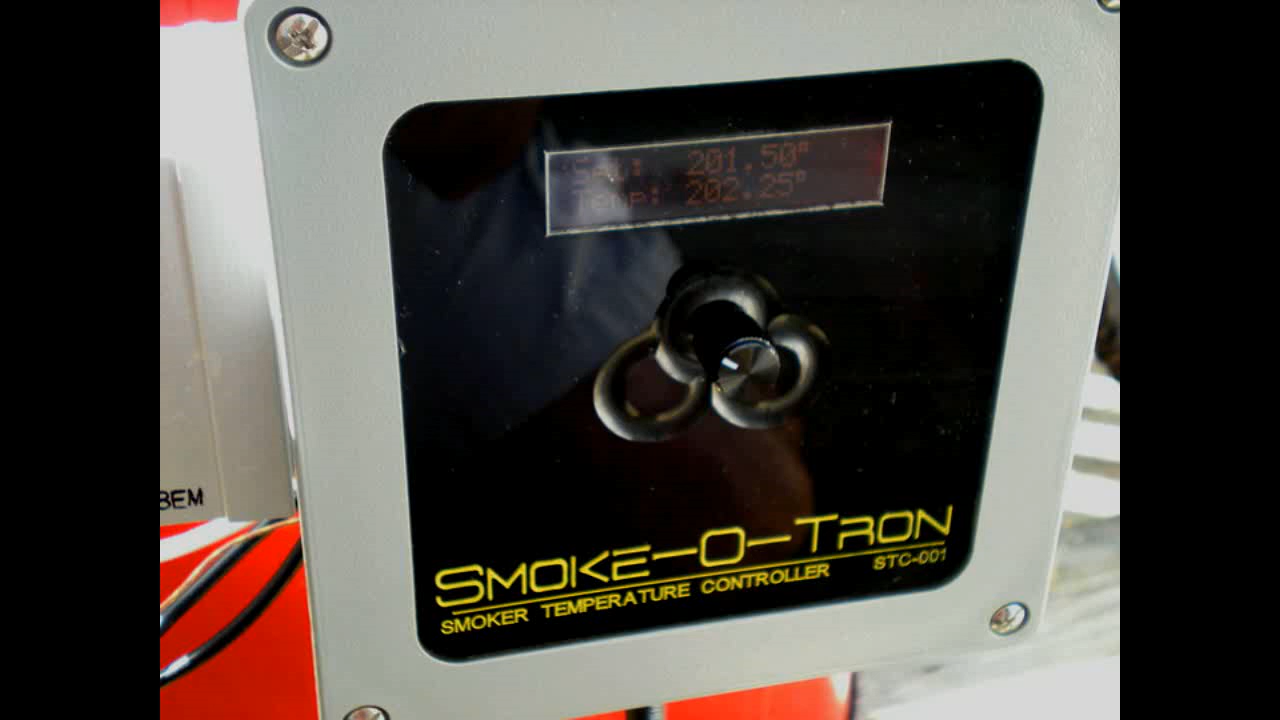 Set: 201.50°
Temp: 202.25°
SMOKE-O-TRON
STC-001
SMOKER TEMPERATURE CONTROLLER
BEM